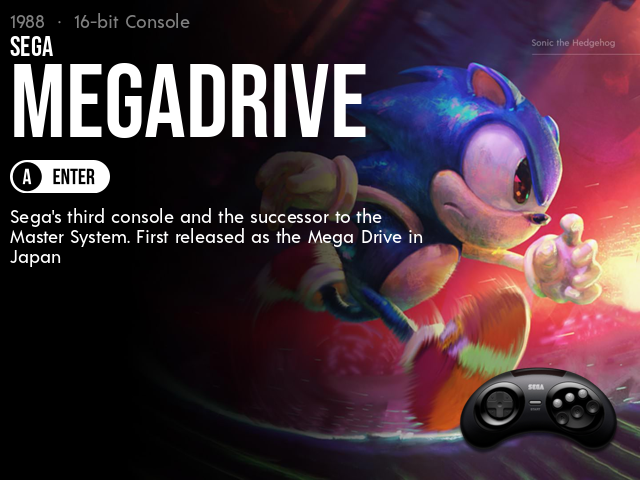 1988 · 16-bit Console
SEGA
MEGADRIVE
Sonic the Hedgehog
A ENTER
Sega's third console and the successor to the
Master System. First released as the Mega Drive in
Japan
SEGA